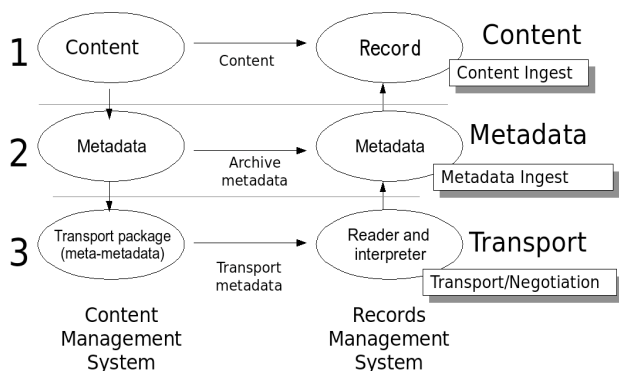 1
Content
Content
Record
Content
Content Ingest
2
Metadata
Archive
metadata
Metadata
Metadata
Metadata Ingest
3
Transport package
(meta-metadata)
Transport
metadata
Reader and
interpreter
Transport
Transport/Negotiation
Content
Management
System
Records
Management
System